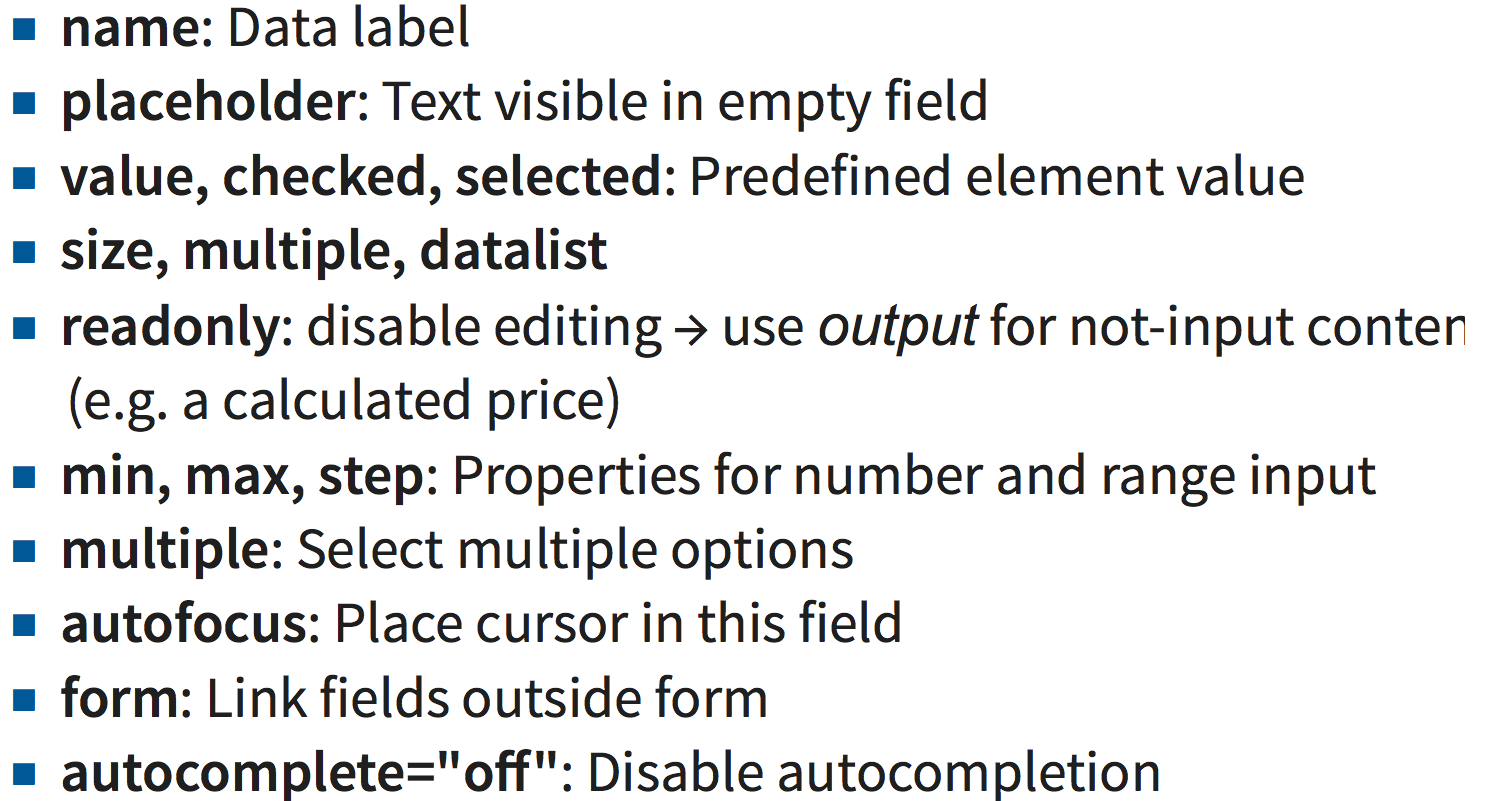 name: Data label
placeholder: Text visible in empty field
value, checked, selected: Predefined element value
size, multiple, datalist
readonly: disable editing → use output for not-input conten
(e.g. a calculated price)
min, max, step: Properties for number and range input
multiple: Select multiple options
autofocus: Place cursor in this field
form: Link fields outside form
autocomplete="off": Disable autocompletion